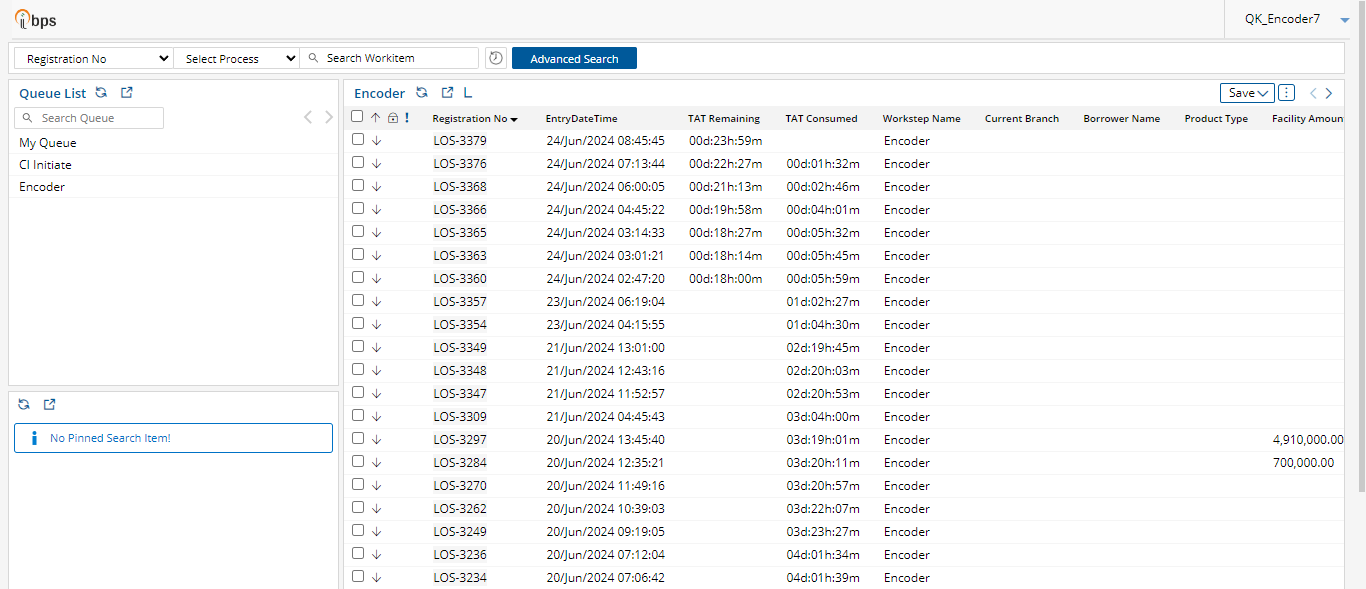 ibps
QK_Encoder7
Registration No Select Process Search Workitem Advanced Search
Queue List
Search Queue
My Queue
CI Initiate
Encoder
No Pinned Search Item!
Encoder L Save
Registration No EntryDateTime TAT Remaining TAT Consumed Workstep Name Current Branch Borrower Name Product Type Facility Amoun
LOS-3379 24/Jun/2024 08:45:45 00d:23h:59m Encoder
LOS-3376 24/Jun/2024 07:13:44 00d:22h:27m 00d:01h:32m Encoder
LOS-3368 24/Jun/2024 06:00:05 00d:21h:13m 00d:02h:46m Encoder
LOS-3366 24/Jun/2024 04:45:22 00d:19h:58m 00d:04h:01m Encoder
LOS-3365 24/Jun/2024 03:14:33 00d:18h:27m 00d:05h:32m Encoder
LOS-3363 24/Jun/2024 03:01:21 00d:18h:14m 00d:05h:45m Encoder
LOS-3360 24/Jun/2024 02:47:20 00d:18h:00m 00d:05h:59m Encoder
LOS-3357 23/Jun/2024 06:19:04 01d:02h:27m Encoder
LOS-3354 23/Jun/2024 04:15:55 01d:04h:30m Encoder
LOS-3349 21/Jun/2024 13:01:00 02d:19h:45m Encoder
LOS-3348 21/Jun/2024 12:43:16 02d:20h:03m Encoder
LOS-3347 21/Jun/2024 11:52:57 02d:20h:53m Encoder
LOS-3309 21/Jun/2024 04:45:43 03d:04h:00m Encoder
LOS-3297 20/Jun/2024 13:45:40 03d:19h:01m Encoder 4,910,000.00
LOS-3284 20/Jun/2024 12:35:21 03d:20h:11m Encoder 700,000.00
LOS-3270 20/Jun/2024 11:49:16 03d:20h:57m Encoder
LOS-3262 20/Jun/2024 10:39:03 03d:22h:07m Encoder
LOS-3249 20/Jun/2024 09:19:05 03d:23h:27m Encoder
LOS-3236 20/Jun/2024 07:12:04 04d:01h:34m Encoder
LOS-3234 20/Jun/2024 07:06:42 04d:01h:39m Encoder